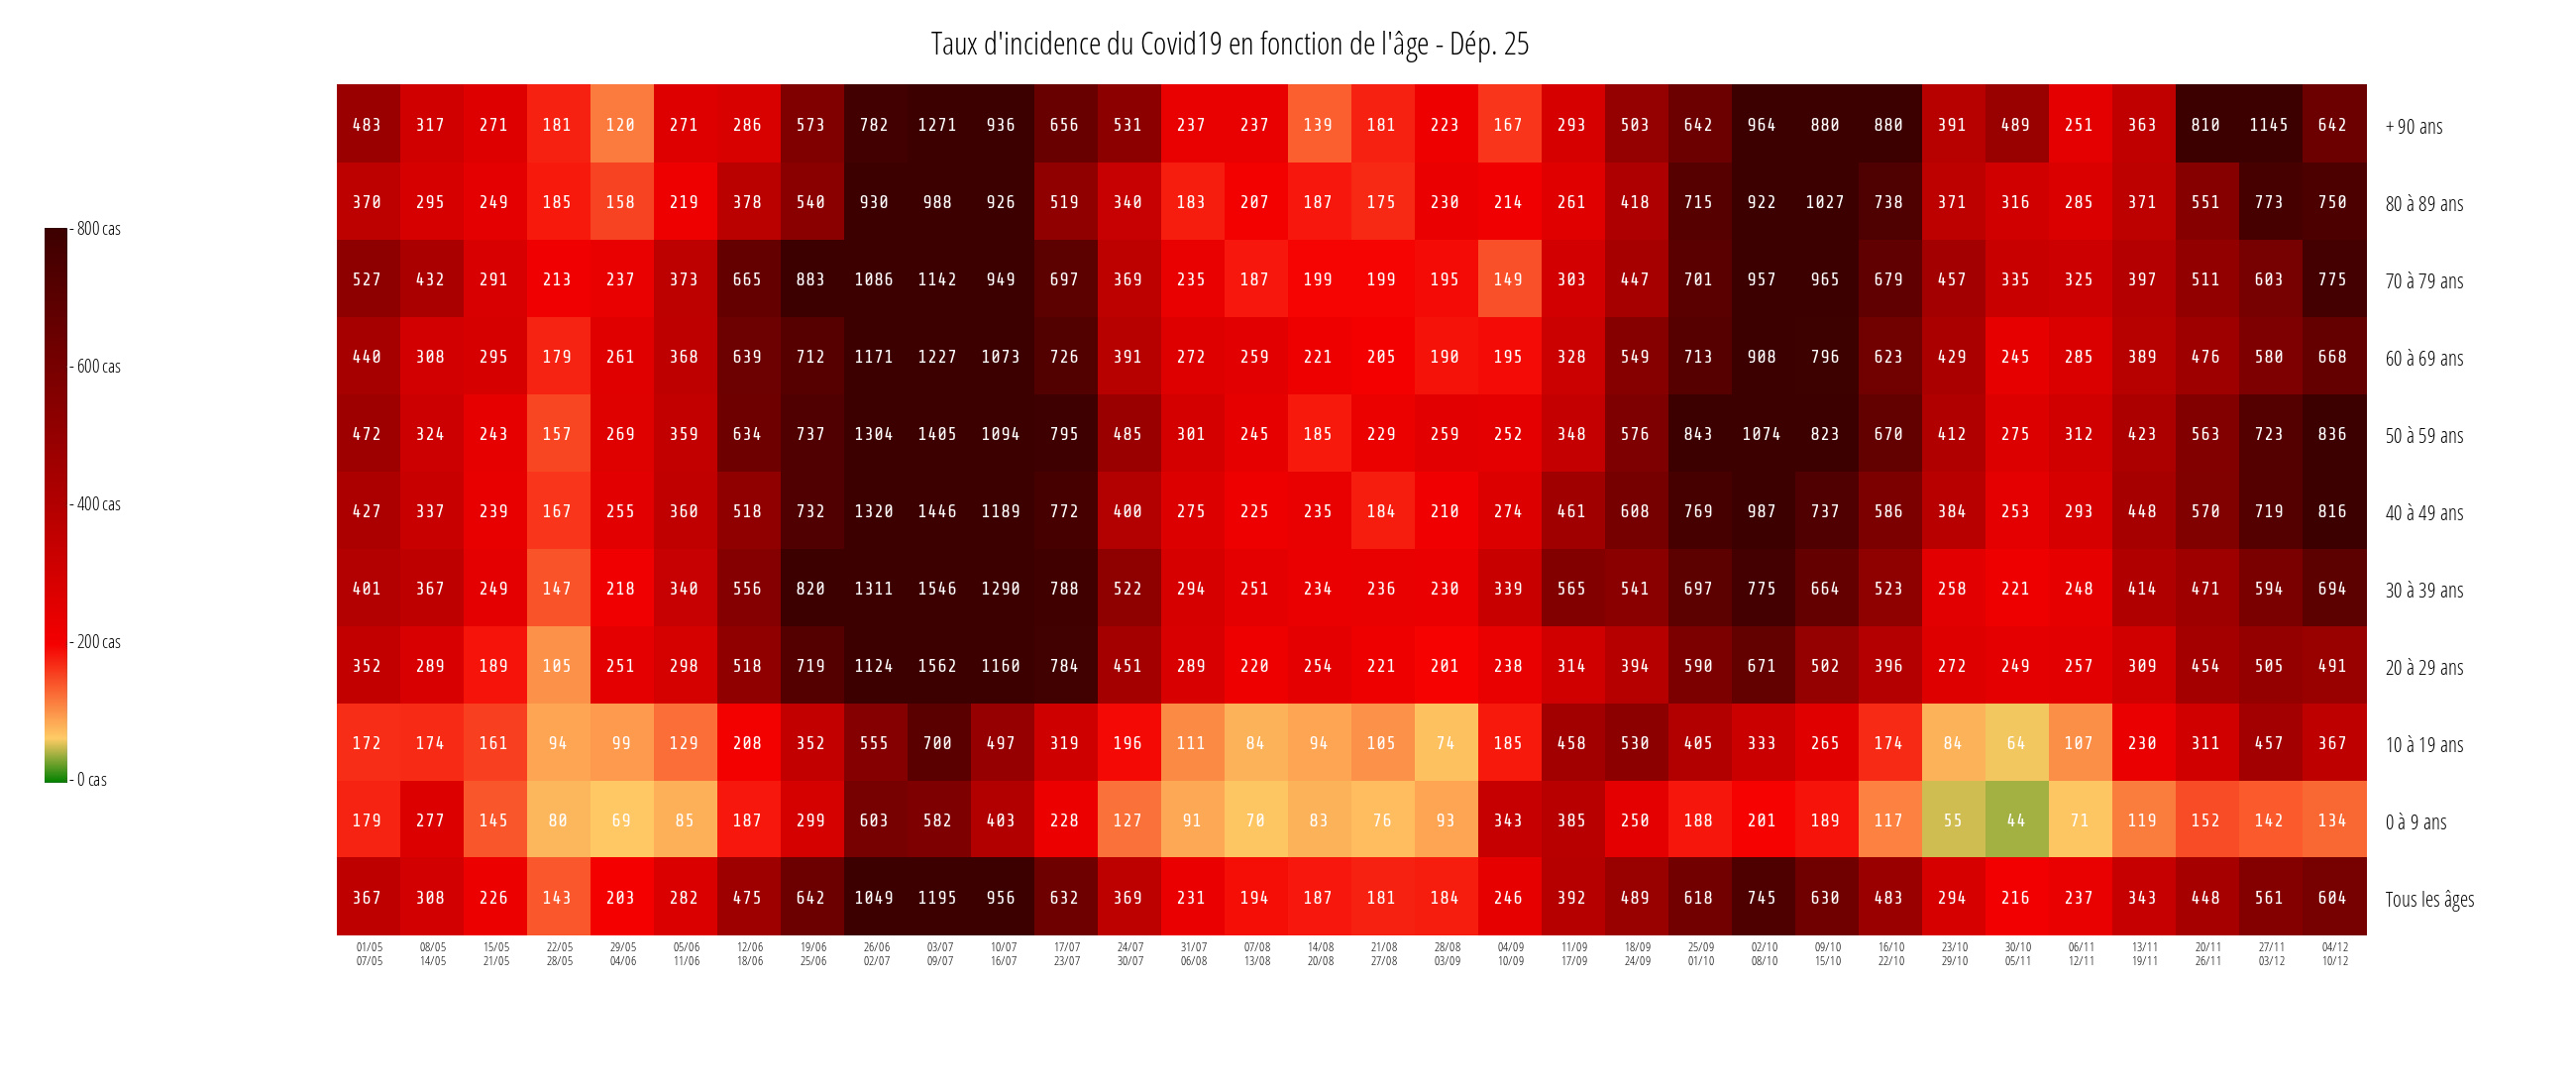 Taux d'incidence du Covid19 en fonction de l'âge - Dép. 25
- 800 cas
- 600 cas
- 400 cas
- 200 cas
- 0 cas
483 317 271 181 120 271 286 573 782 1271 936 656 531 237 237 139 181 223 167 293 503 642 964 880 880 391 489 251 363 810 1145 642 + 90 ans
370 295 249 185 158 219 378 540 930 988 926 519 340 183 207 187 175 230 214 261 418 715 922 1027 738 371 316 285 371 551 773 750 80 à 89 ans
527 432 291 213 237 373 665 883 1086 1142 949 697 369 235 187 199 199 195 149 303 447 701 957 965 679 457 335 325 397 511 603 775 70 à 79 ans
440 308 295 179 261 368 639 712 1171 1227 1073 726 391 272 259 221 205 190 195 328 549 713 908 796 623 429 245 285 389 476 580 668 60 à 69 ans
472 324 243 157 269 359 634 737 1304 1405 1094 795 485 301 245 185 229 259 252 348 576 843 1074 823 670 412 275 312 423 563 723 836 50 à 59 ans
427 337 239 167 255 360 518 732 1320 1446 1189 772 400 275 225 235 184 210 274 461 608 769 987 737 586 384 253 293 448 570 719 816 40 à 49 ans
401 367 249 147 218 340 556 820 1311 1546 1290 788 522 294 251 234 236 230 339 565 541 697 775 664 523 258 221 248 414 471 594 694 30 à 39 ans
352 289 189 105 251 298 518 719 1124 1562 1160 784 451 289 220 254 221 201 238 314 394 590 671 502 396 272 249 257 309 454 505 491 20 à 29 ans
172 174 161 94 99 129 208 352 555 700 497 319 196 111 84 94 105 74 185 458 530 405 333 265 174 84 64 107 230 311 457 367 10 à 19 ans
179 277 145 80 69 85 187 299 603 582 403 228 127 91 70 83 76 93 343 385 250 188 201 189 117 55 44 71 119 152 142 134 0 à 9 ans
367 308 226 143 203 282 475 642 1049 1195 956 632 369 231 194 187 181 184 246 392 489 618 745 630 483 294 216 237 343 448 561 604 Tous les âges
01/05 08/05 15/05 22/05 29/05 05/06 12/06 19/06 26/06 03/07 10/07 17/07 24/07 31/07 07/08 14/08 21/08 28/08 04/09 11/09 18/09 25/09 02/10 09/10 16/10 23/10 30/10 06/11 13/11 20/11 27/11 04/12
07/05 14/05 21/05 28/05 04/06 11/06 18/06 25/06 02/07 09/07 16/07 23/07 30/07 06/08 13/08 20/08 27/08 03/09 10/09 17/09 24/09 01/10 08/10 15/10 22/10 29/10 05/11 12/11 19/11 26/11 03/12 10/12